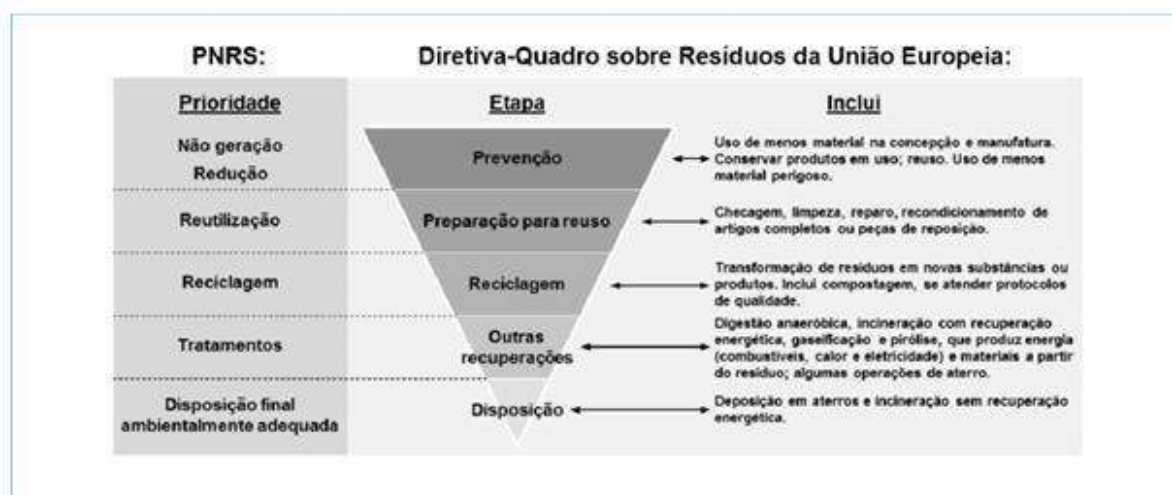 PNRS:
Diretiva-Quadro sobre Resíduos da União Europeia:
Prioridade
Etapa
Inclui
Não geração
Redução
Prevenção
Uso de menos material na concepção e manufatura.
Conservar produtos em uso; reuso. Uso de menos
material perigoso.
Reutilização
Preparação para reuso
Checagem, limpeza, reparo, recondicionamento de
artigos completos ou peças de reposição.
Reciclagem
Reciclagem
Transformação de resíduos em novas substâncias ou
produtos. Inclui compostagem, se atender protocolos
de qualidade.
Tratamentos
Outras
recuperações
Digestão anaeróbica, incineração com recuperação
energética, gaseificação e pirólise, que produz energia
(combustíveis, calor e eletricidade) e materiais a partir
do resíduo; algumas operações de aterro.
Disposição final
ambientalmente adequada
Disposição
Deposição em aterros e incineração sem recuperação
energética.